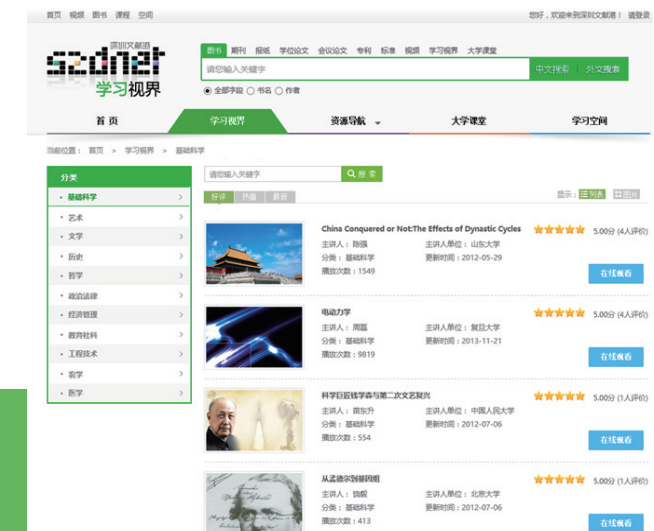 首页 视频 图书 课程 空间
您好，欢迎来到深圳文献港！ 请登录
深圳文献港
szdnet
学习视界
图书 期刊 报纸 学位论文 会议论文 专利 标准 视频 学习视界 大学课堂
请您输入关键字
中文搜索 外文搜索
全部字段 书名 作者
首页 学习视界 资源导航 大学课堂 学习空间
当前位置： 首页 > 学习视界 > 基础科学
分类
基础科学 >
艺术 >
文学 >
历史 >
哲学 >
政治法律 >
经济管理 >
教育社科 >
工程技术 >
农学 >
医学 >
请您输入关键字 搜索
好评 热播 最新
显示： 列表 图片
China Conquered or Not:The Effects of Dynastic Cycles
5.00分 (4人评价)
主讲人： 陈强 主讲人单位： 山东大学
分类： 基础科学 更新时间：2012-05-29
播放次数：1549
在线观看
电动力学
5.00分 (4人评价)
主讲人： 周磊 主讲人单位： 复旦大学
分类： 基础科学 更新时间：2013-11-21
播放次数：9819
在线观看
科学巨匠钱学森与第二次文艺复兴
5.00分 (1人评价)
主讲人： 苗东升 主讲人单位： 中国人民大学
分类： 基础科学 更新时间：2012-07-06
播放次数：554
在线观看
从孟德尔到基因组
5.00分 (1人评价)
主讲人： 饶毅 主讲人单位： 北京大学
分类： 基础科学 更新时间：2012-07-06
播放次数：413
在线观看